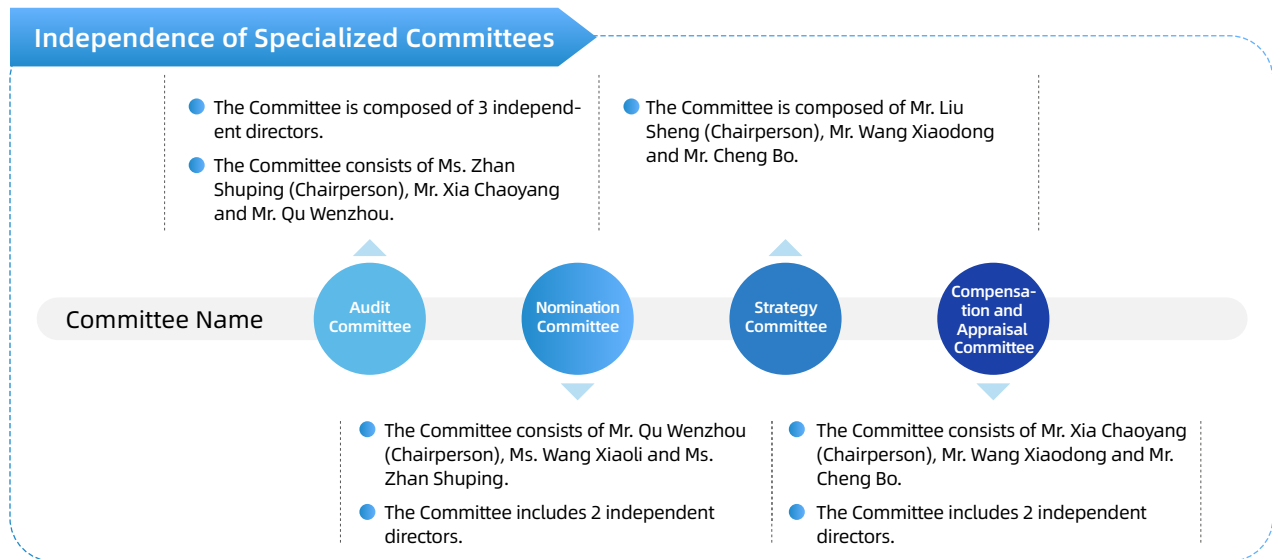 Independence of Specialized Committees
The Committee is composed of 3 independ-
ent directors.
The Committee consists of Ms. Zhan
Shuping (Chairperson), Mr. Xia Chaoyang
and Mr. Qu Wenzhou.
The Committee is composed of Mr. Liu
Sheng (Chairperson), Mr. Wang Xiaodong
and Mr. Cheng Bo.
Committee Name
Audit
Committee
Nomination
Committee
Strategy
Committee
Compensa-
tion and
Appraisal
Committee
The Committee consists of Mr. Qu Wenzhou
(Chairperson), Ms. Wang Xiaoli and Ms.
Zhan Shuping.
The Committee includes 2 independent
directors.
The Committee consists of Mr. Xia Chaoyang
(Chairperson), Mr. Wang Xiaodong and Mr.
Cheng Bo.
The Committee includes 2 independent
directors.